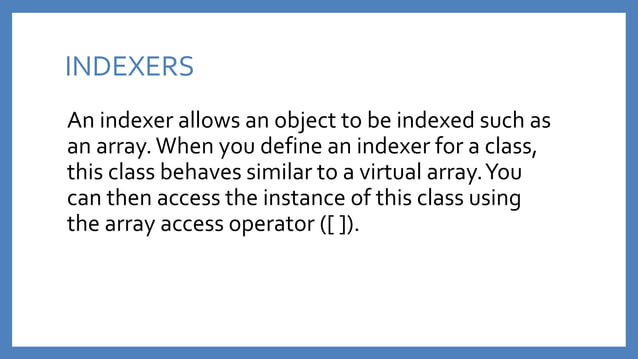 INDEXERS
An indexer allows an object to be indexed such as
an array. When you define an indexer for a class,
this class behaves similar to a virtual array. You
can then access the instance of this class using
the array access operator ([ ]).